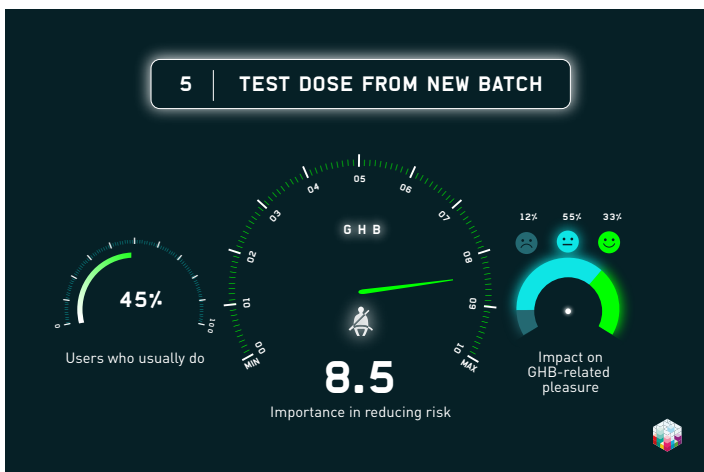 5 | TEST DOSE FROM NEW BATCH
GHB
MIN
00
01
02
03
04
05
06
07
08
09
10
MAX
8.5
Importance in reducing risk
0
100
45%
Users who usually do
12% 55% 33%
Impact on
GHB-related
pleasure